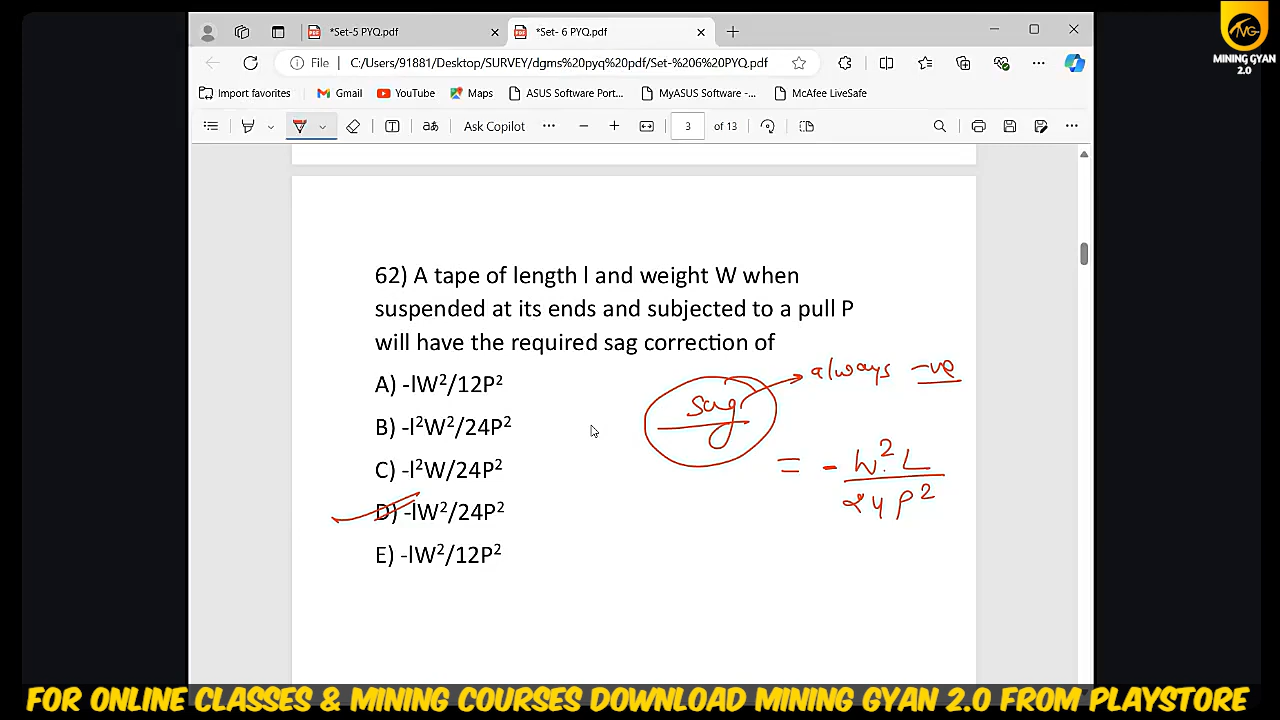 *Set-5 PYQ.pdf
*Set- 6 PYQ.pdf
MINING GYAN
2.0
File
C:/Users/91881/Desktop/SURVEY/dgms%20pyq%20pdf/Set-%206%20PYQ.pdf
Import favorites
Gmail
YouTube
Maps
ASUS Software Port...
MyASUS Software -...
McAfee LiveSafe
Ask Copilot
3
of 13
62) A tape of length l and weight W when
suspended at its ends and subjected to a pull P
will have the required sag correction of
A) -lW²/12P²
B) -l²W²/24P²
C) -l²W/24P²
D) -lW²/24P²
E) -lW²/12P²
always -ve
sag
= - W² L
24 P²
FOR ONLINE CLASSES & MINING COURSES DOWNLOAD MINING GYAN 2.0 FROM PLAYSTORE